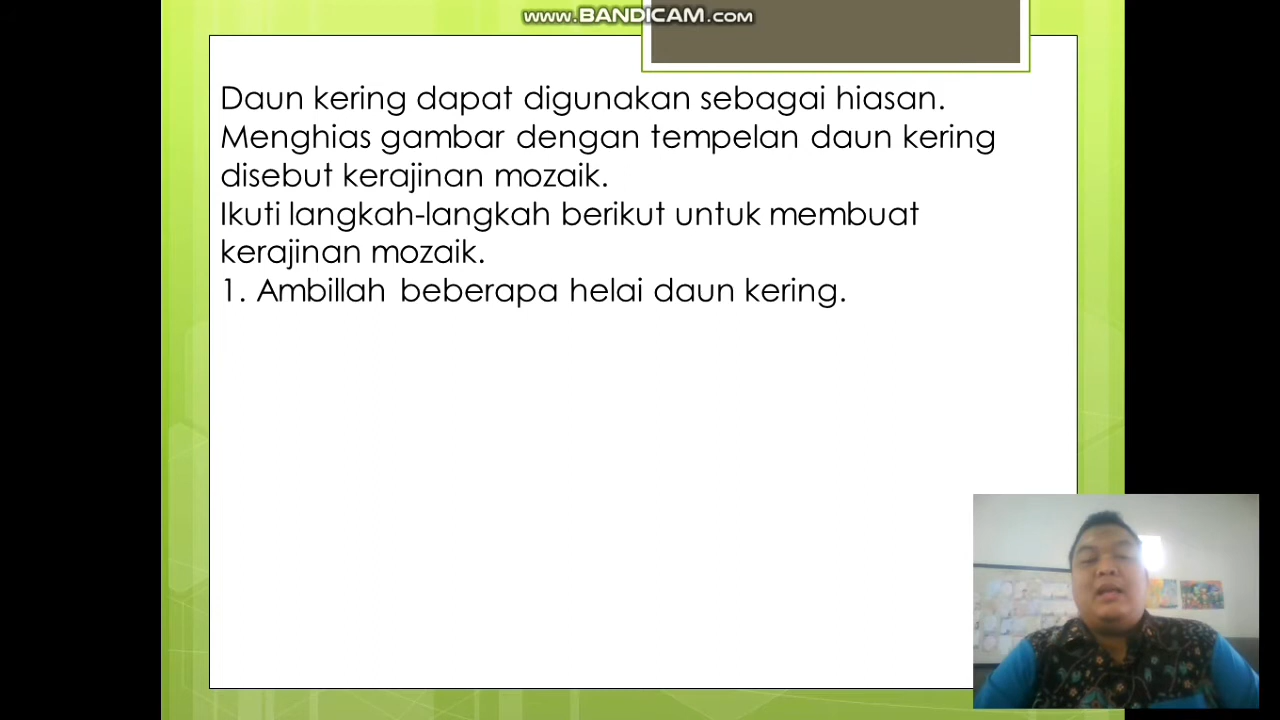 www.BANDICAM.com
Daun kering dapat digunakan sebagai hiasan.
Menghias gambar dengan tempelan daun kering
disebut kerajinan mozaik.
Ikuti langkah-langkah berikut untuk membuat
kerajinan mozaik.
1. Ambillah beberapa helai daun kering.